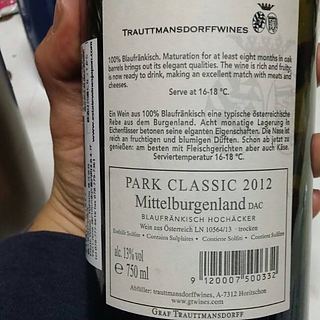 TRAUTTMANSDORFFWINES
100% Blaufränkisch. Maturation for at least eight months in oak
barrels brings out its elegant qualities. The wine is rich and fruity,
is now ready to drink, making an excellent match with meats and
cheeses.
Serve at 16-18 °C.
Ein Wein aus 100% Blaufränkisch eine typische österreichische
Rebe aus dem Burgenland. Acht monatige Lagerung in
Eichenfässer betonen seine elganten Eigenschaften. Die Nase ist
reich an fruchtigen und blumigen Düften. Schon ab jetzt zu
genießen: am besten mit Fleischgerichten aber auch Käse.
Serviertemperatur 16-18 °C.
PARK CLASSIC 2012
Mittelburgenland DAC
BLAUFRÄNKISCH HOCHÄCKER
Wein aus Österreich LN 10564/13 · trocken
Enthält Sulfite · Contains Sulphites · Contiene Solfiti
alc. 13% vol
℮ 750 ml
9 120007 500332
Abfüller: trauttmansdorffwines, A-7312 Horitschon
www.gtwines.com
GRAF TRAUTTMANSDORFF